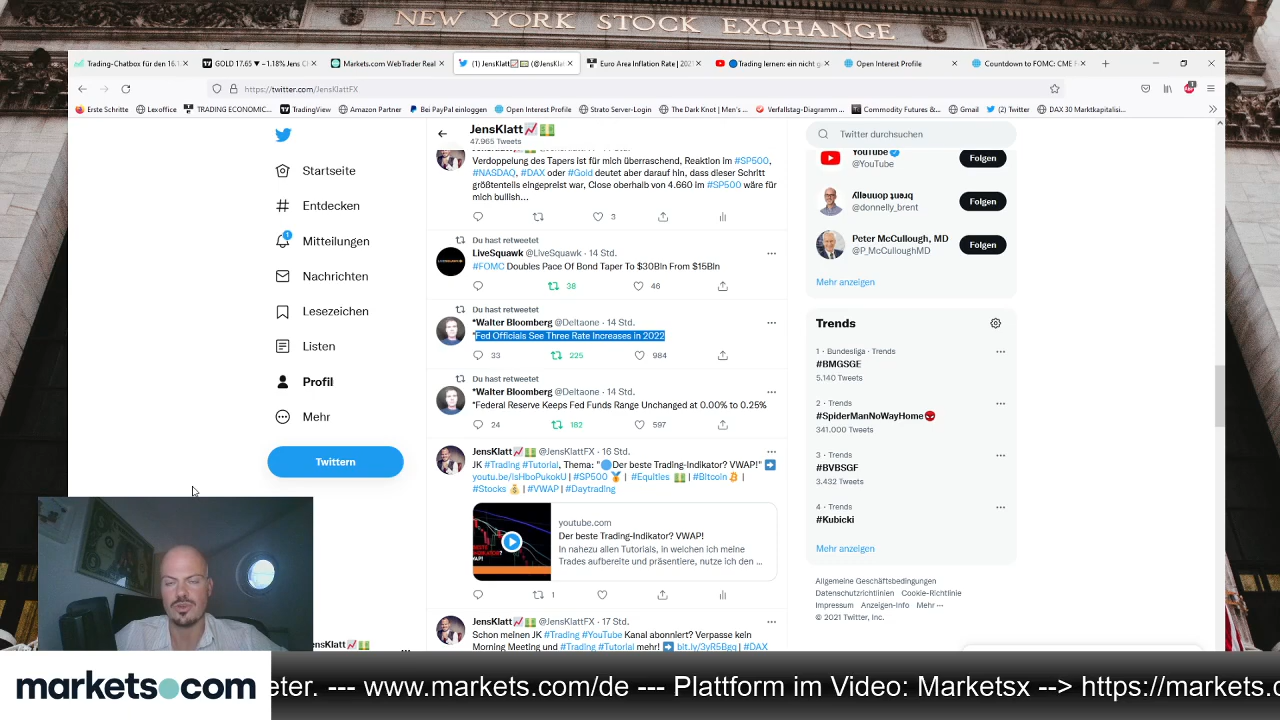 NEW YORK STOCK EXCHANGE
Trading-Chatbox für den 16.1
GOLD 17.65 ▼ −1.18% Jens Ch
Markets.com WebTrader Real
(1) JensKlatt📈💵 (@JensKla
Euro Area Inflation Rate | 2021
🔵Trading lernen: ein nicht g
Open Interest Profile
Countdown to FOMC: CME F
https://twitter.com/JensKlattFX
Erste Schritte
Lexoffice
TRADING ECONOMIC...
TradingView
Amazon Partner
Bei PayPal einloggen
Open Interest Profile
Strato Server-Login
The Dark Knot | Men's ...
Verfallstag-Diagramm ...
Commodity Futures &...
Gmail
(2) Twitter
DAX 30 Marktkapitalisi...
Startseite
Entdecken
1
Mitteilungen
Nachrichten
Lesezeichen
Listen
Profil
Mehr
Twittern
JensKlatt📈💵
47.965 Tweets
Verdoppelung des Tapers ist für mich überraschend, Reaktion im #SP500,
#NASDAQ, #DAX oder #Gold deutet aber darauf hin, dass dieser Schritt
größtenteils eingepreist war, Close oberhalb von 4.660 im #SP500 wäre für
mich bullish...
3
Du hast retweetet
LiveSquawk @LiveSquawk · 14 Std.
#FOMC Doubles Pace Of Bond Taper To $30Bln From $15Bln
38
46
Du hast retweetet
*Walter Bloomberg @Deltaone · 14 Std.
*Fed Officials See Three Rate Increases in 2022
33
225
984
Du hast retweetet
*Walter Bloomberg @Deltaone · 14 Std.
*Federal Reserve Keeps Fed Funds Range Unchanged at 0.00% to 0.25%
24
182
597
JensKlatt📈💵 @JensKlattFX · 16 Std.
JK #Trading #Tutorial, Thema: "🔵Der beste Trading-Indikator? VWAP!" ➡️
youtu.be/IsHboPukokU | #SP500 🏅 | #Equities 💵 | #Bitcoin₿ |
#Stocks 💰 | #VWAP | #Daytrading
youtube.com
Der beste Trading-Indikator? VWAP!
In nahezu allen Tutorials, in welchen ich meine
Trades aufbereite und präsentiere, nutze ich den ...
1
JensKlatt📈💵 @JensKlattFX · 17 Std.
Schon meinen JK #Trading #YouTube Kanal abonniert? Verpasse kein
Morning Meeting und #Trading #Tutorial mehr! ➡️ bit.ly/3yR5Bgq | #DAX
Twitter durchsuchen
YouTube
@YouTube
Folgen
ʎllǝuuop ʇuǝɹq
@donnelly_brent
Folgen
Peter McCullough, MD
@P_McCulloughMD
Folgen
Mehr anzeigen
Trends
1 · Bundesliga · Trends
#BMGSGE
5.140 Tweets
2 · Trends
#SpiderManNoWayHome
341.000 Tweets
3 · Trends
#BVBSGF
3.432 Tweets
4 · Trends
#Kubicki
Mehr anzeigen
Allgemeine Geschäftsbedingungen
Datenschutzrichtlinien Cookie-Richtlinie
Impressum Anzeigen-Info Mehr ···
© 2021 Twitter, Inc.
ensKlatt📈💵
markets.com
eter. --- www.markets.com/de --- Plattform im Video: Marketsx --> https://markets.c